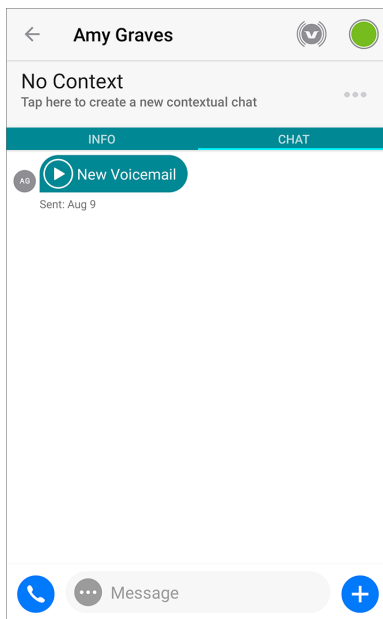 Amy Graves
No Context
Tap here to create a new contextual chat
INFO
CHAT
AG
New Voicemail
Sent: Aug 9
Message